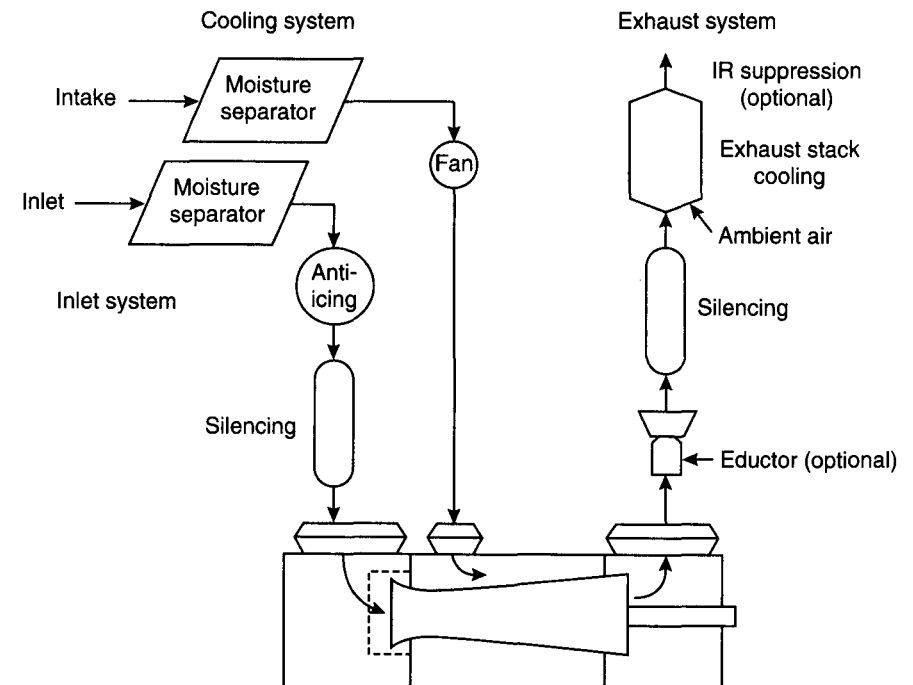 Cooling system
Exhaust system
Intake
Moisture
separator
IR suppression
(optional)
Fan
Exhaust stack
cooling
Inlet
Moisture
separator
Ambient air
Anti-
icing
Inlet system
Silencing
Silencing
Eductor (optional)